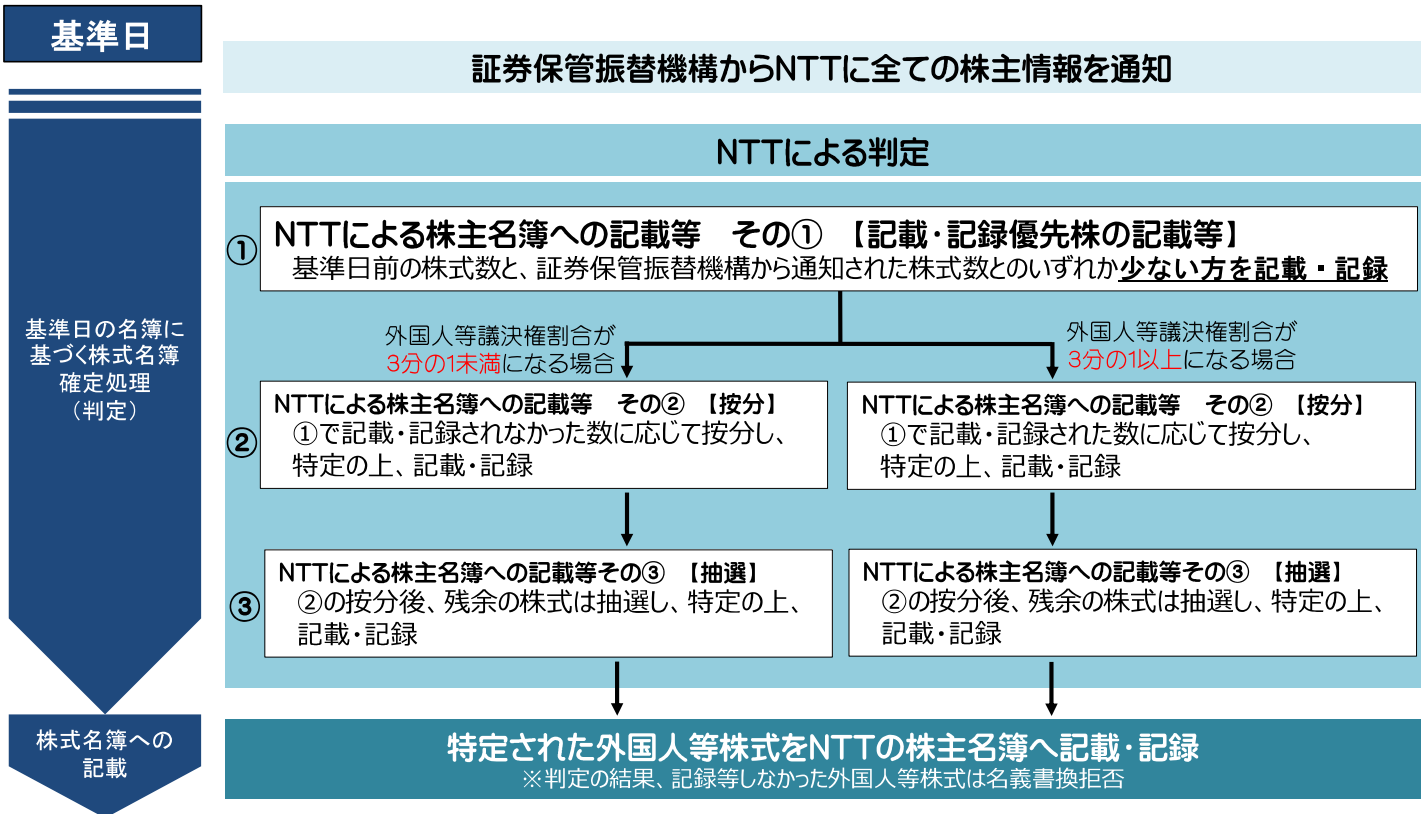 基準日
証券保管振替機構からNTTに全ての株主情報を通知
NTTによる判定
基準日の名簿に
基づく株式名簿
確定処理
（判定）
①
NTTによる株主名簿への記載等　その①　【記載・記録優先株の記載等】
基準日前の株式数と、証券保管振替機構から通知された株式数とのいずれか少ない方を記載・記録
外国人等議決権割合が
3分の1未満になる場合
外国人等議決権割合が
3分の1以上になる場合
②
NTTによる株主名簿への記載等　その②　【按分】
①で記載・記録されなかった数に応じて按分し、
特定の上、記載・記録
NTTによる株主名簿への記載等　その②　【按分】
①で記載・記録された数に応じて按分し、
特定の上、記載・記録
③
NTTによる株主名簿への記載等その③　【抽選】
②の按分後、残余の株式は抽選し、特定の上、
記載・記録
NTTによる株主名簿への記載等その③　【抽選】
②の按分後、残余の株式は抽選し、特定の上、
記載・記録
株式名簿への
記載
特定された外国人等株式をNTTの株主名簿へ記載・記録
※判定の結果、記録等しなかった外国人等株式は名義書換拒否